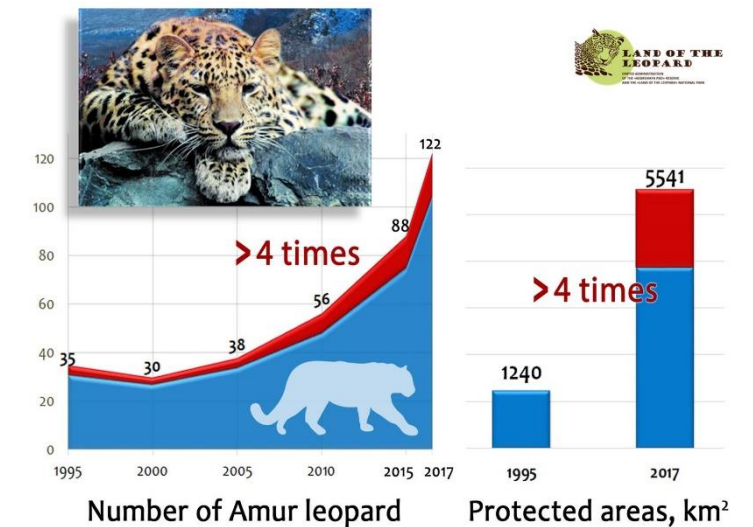 LAND OF THE
LEOPARD
122
120
100
88
80
>4 times
60
56
40
35
30
38
20
0
1995 2000 2005 2010 2015 2017
Number of Amur leopard
5541
>4 times
1240
1995 2017
Protected areas, km²